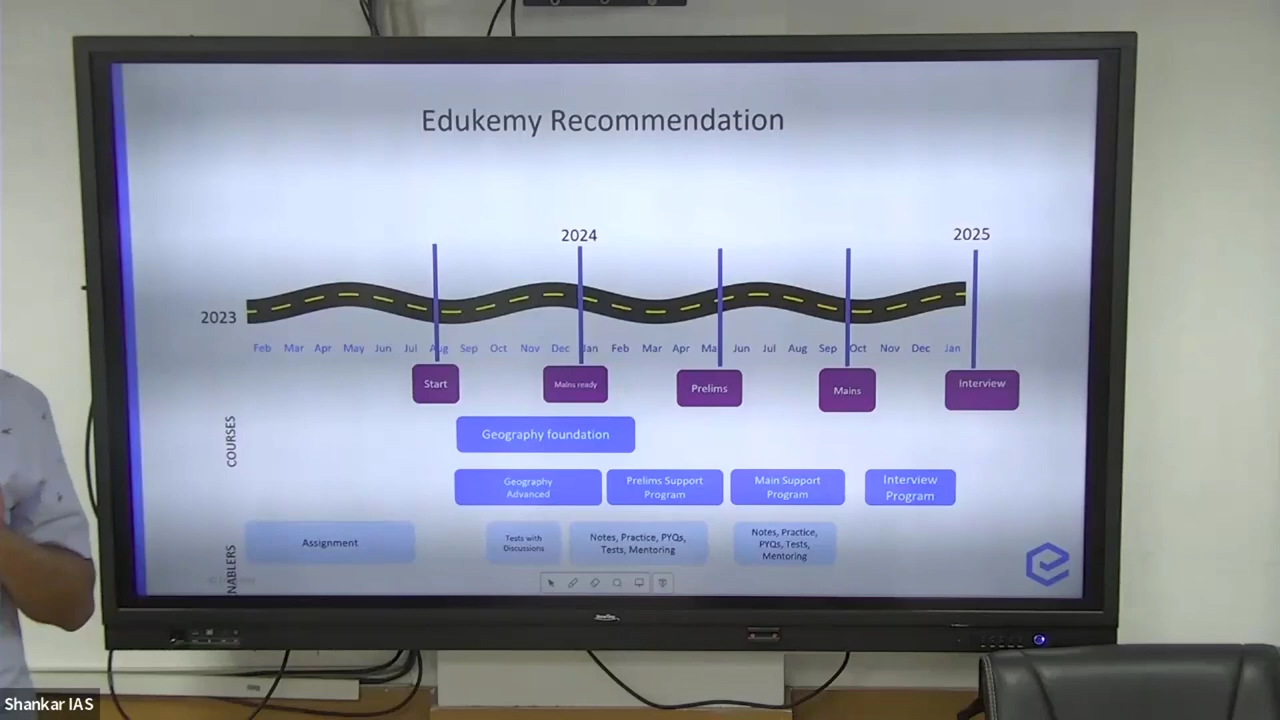 Edukemy Recommendation
2024
2025
2023
Feb Mar Apr May Jun Jul Aug Sep Oct Nov Dec Jan Feb Mar Apr Ma Jun Jul Aug Sep Oct Nov Dec Jan
Start
Mains ready
Prelims
Mains
Interview
COURSES
Geography foundation
Geography
Advanced
Prelims Support
Program
Main Support
Program
Interview
Program
NABLERS
Assignment
Tests with
Discussions
Notes, Practice, PYQs,
Tests, Mentoring
Notes, Practice,
PYQs, Tests,
Mentoring
Shankar IAS